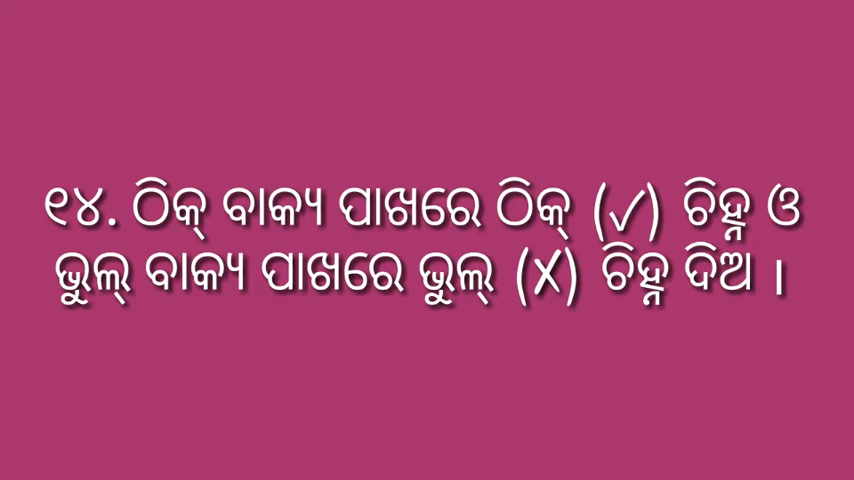 ୧୪. ଠିକ୍ ବାକ୍ୟ ପାଖରେ ଠିକ୍ (✓) ଚିହ୍ନ ଓ
ଭୁଲ୍ ବାକ୍ୟ ପାଖରେ ଭୁଲ୍ (X) ଚିହ୍ନ ଦିଅ ।